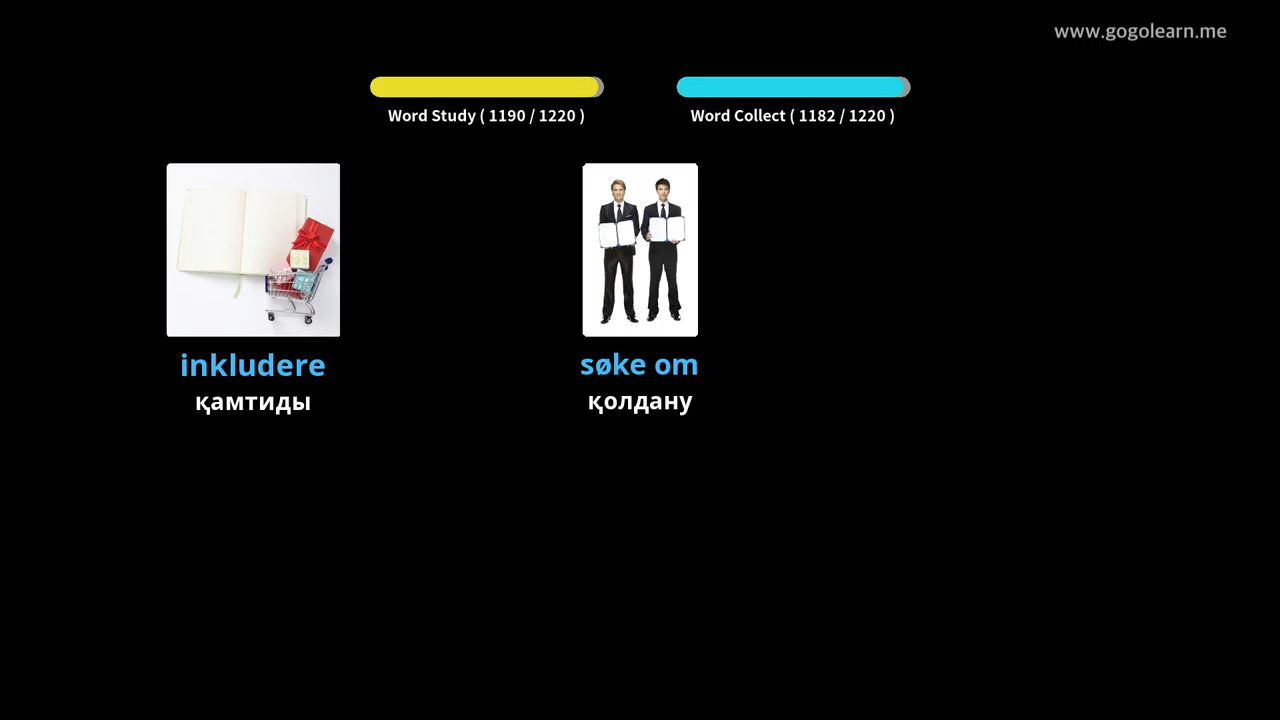 www.gogolearn.me
Word Study ( 1190 / 1220 )
Word Collect ( 1182 / 1220 )
inkludere
қамтиды
søke om
қолдану